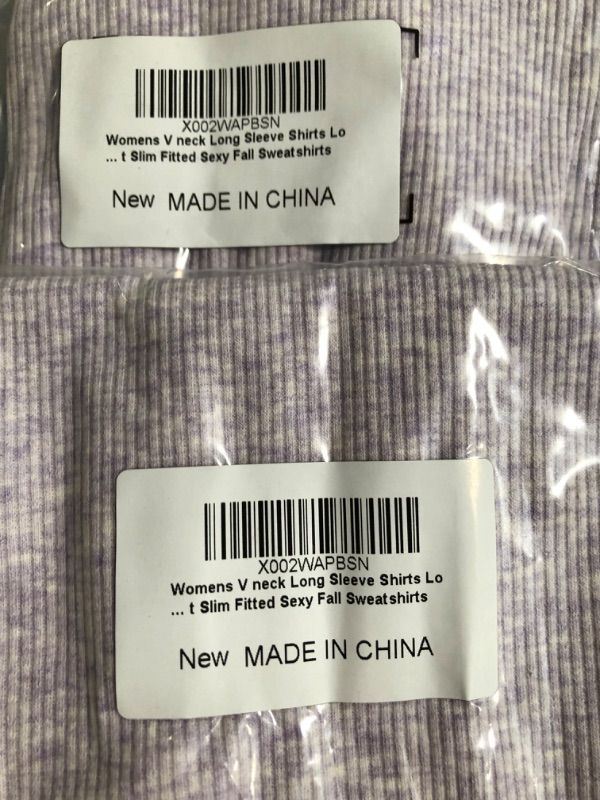 X002WAPBSN
Womens V neck Long Sleeve Shirts Lo
... t Slim Fitted Sexy Fall Sweatshirts
New MADE IN CHINA
X002WAPBSN
Womens V neck Long Sleeve Shirts Lo
... t Slim Fitted Sexy Fall Sweatshirts
New MADE IN CHINA